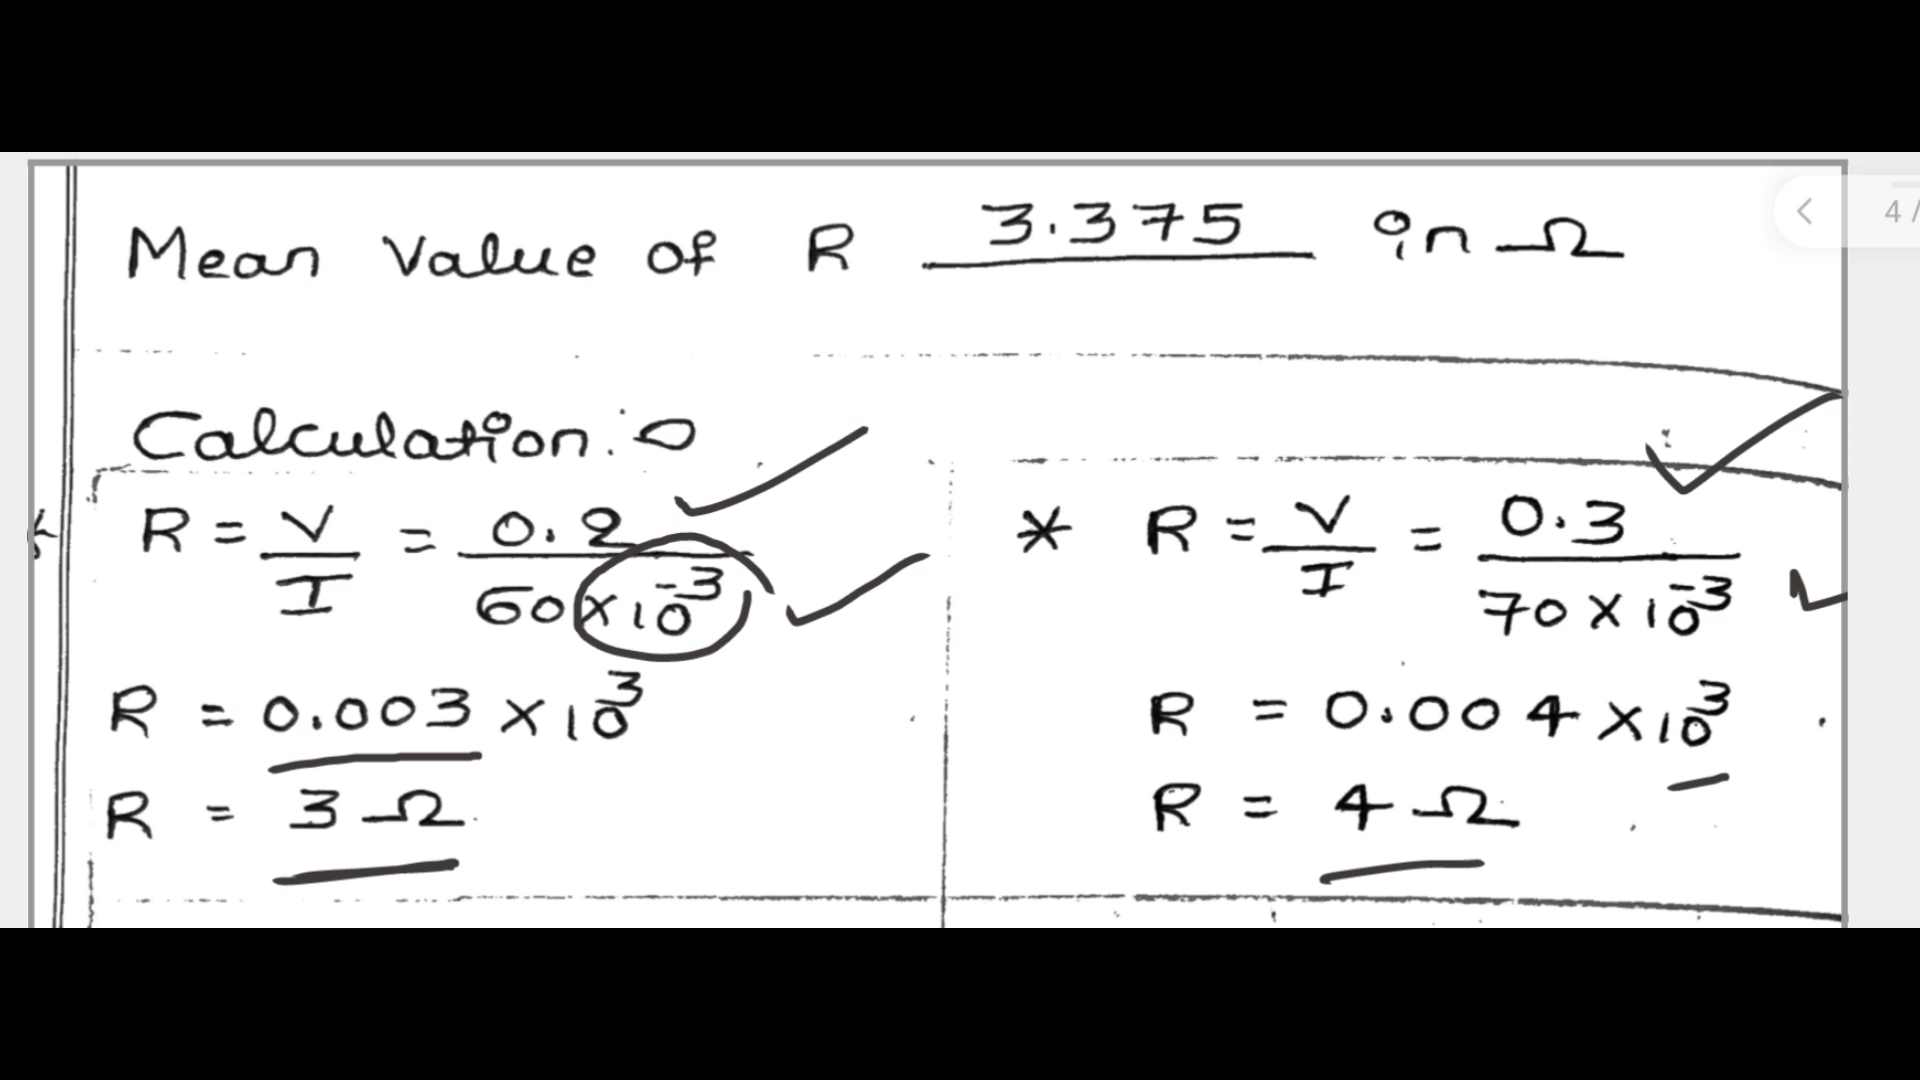 Mean Value of R 3.375 in Ω
4/
Calculation:
R = V/I = 0.2/60×10⁻³
R = 0.003 ×10³
R = 3 Ω
* R = V/I = 0.3/70×10⁻³
R = 0.004 ×10³
R = 4 Ω